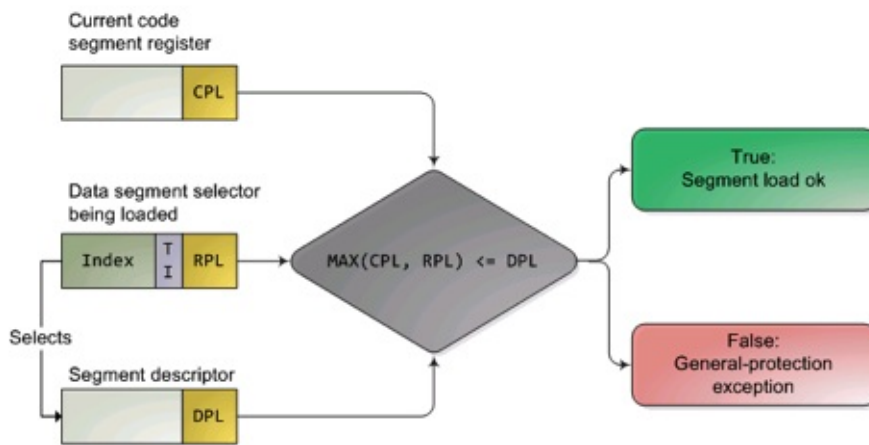 Current code
segment register
CPL
Data segment selector
being loaded
Index
T
I
RPL
Selects
Segment descriptor
DPL
MAX(CPL, RPL) <= DPL
True:
Segment load ok
False:
General-protection
exception